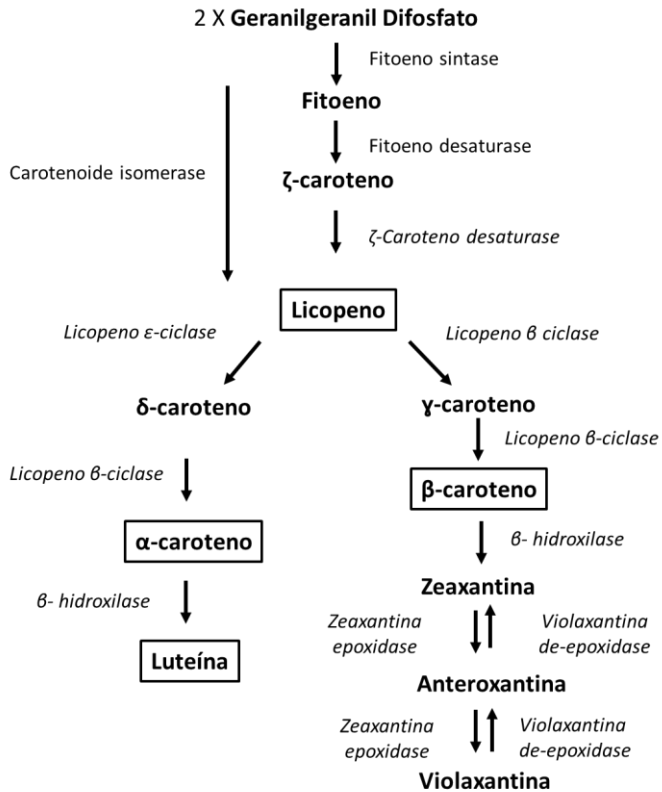 2 X Geranilgeranil Difosfato
Fitoeno sintase
Fitoeno
Fitoeno desaturase
Carotenoide isomerase
ζ-caroteno
ζ-Caroteno desaturase
Licopeno
Licopeno ε-ciclase
Licopeno β ciclase
δ-caroteno
ɣ-caroteno
Licopeno β-ciclase
Licopeno β-ciclase
β-caroteno
α-caroteno
β- hidroxilase
Zeaxantina
β- hidroxilase
Zeaxantina
epoxidase
Violaxantina
de-epoxidase
Luteína
Anteroxantina
Zeaxantina
epoxidase
Violaxantina
de-epoxidase
Violaxantina